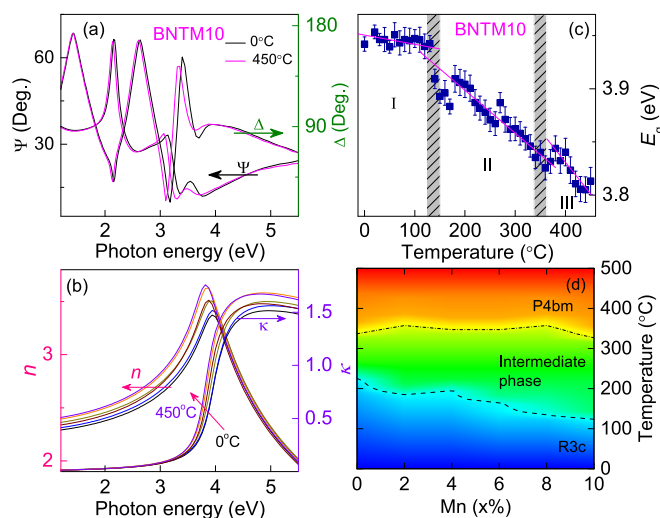 (a)
BNTM10
0°C
450°C
60
30
Ψ (Deg.)
Δ
Ψ
180
90
0
Δ (Deg.)
2
3
4
5
Photon energy (eV)
(c)
BNTM10
I
II
III
3.9
3.8
E_g (eV)
0
100
200
300
400
Temperature (°C)
(b)
n
κ
450°C
0°C
3
2
n
1.5
1.0
0.5
κ
2
3
4
5
Photon energy (eV)
(d)
P4bm
Intermediate
phase
R3c
500
400
300
200
100
0
Temperature (°C)
0
2
4
6
8
10
Mn (x%)